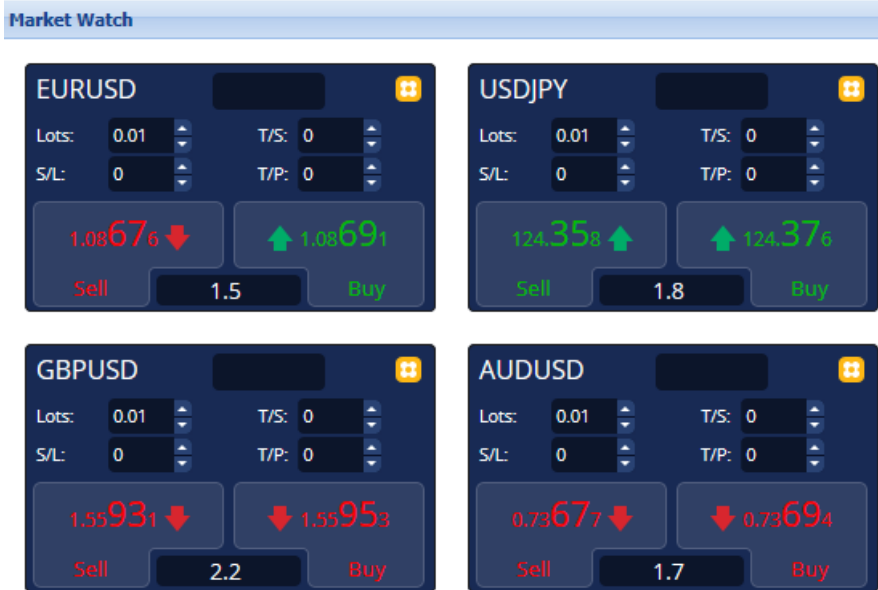 Market Watch
EURUSD
Lots: 0.01 T/S: 0
S/L: 0 T/P: 0
1.08676 1.08691
Sell 1.5 Buy
USDJPY
Lots: 0.01 T/S: 0
S/L: 0 T/P: 0
124.358 124.376
Sell 1.8 Buy
GBPUSD
Lots: 0.01 T/S: 0
S/L: 0 T/P: 0
1.55931 1.55953
Sell 2.2 Buy
AUDUSD
Lots: 0.01 T/S: 0
S/L: 0 T/P: 0
0.73677 0.73694
Sell 1.7 Buy